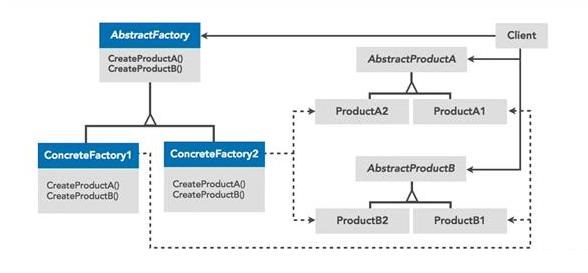 AbstractFactory
CreateProductA()
CreateProductB()
Client
AbstractProductA
ProductA2
ProductA1
ConcreteFactory1
CreateProductA()
CreateProductB()
ConcreteFactory2
CreateProductA()
CreateProductB()
AbstractProductB
ProductB2
ProductB1